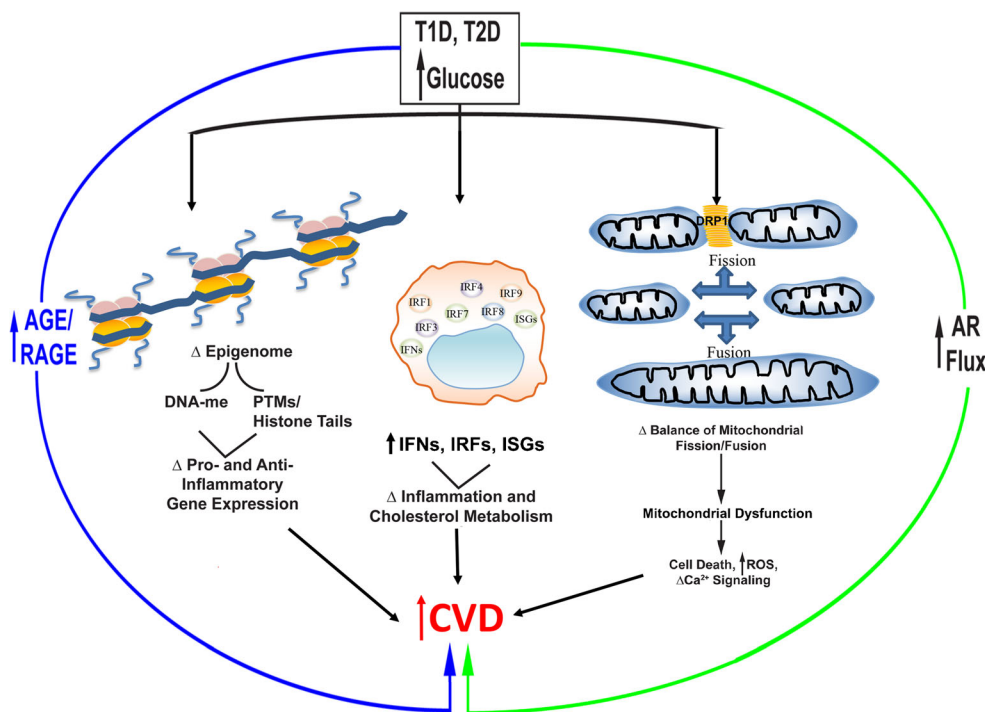 T1D, T2D
Glucose
AGE/
RAGE
AR
Flux
Δ Epigenome
DNA-me
PTMs/
Histone Tails
Δ Pro- and Anti-
Inflammatory
Gene Expression
IRF1
IRF4
IRF9
IRF3
IRF7
IRF8
ISGs
IFNs
IFNs, IRFs, ISGs
Δ Inflammation and
Cholesterol Metabolism
DRP1
Fission
Fusion
Δ Balance of Mitochondrial
Fission/Fusion
Mitochondrial Dysfunction
Cell Death, ROS,
ΔCa²⁺ Signaling
CVD